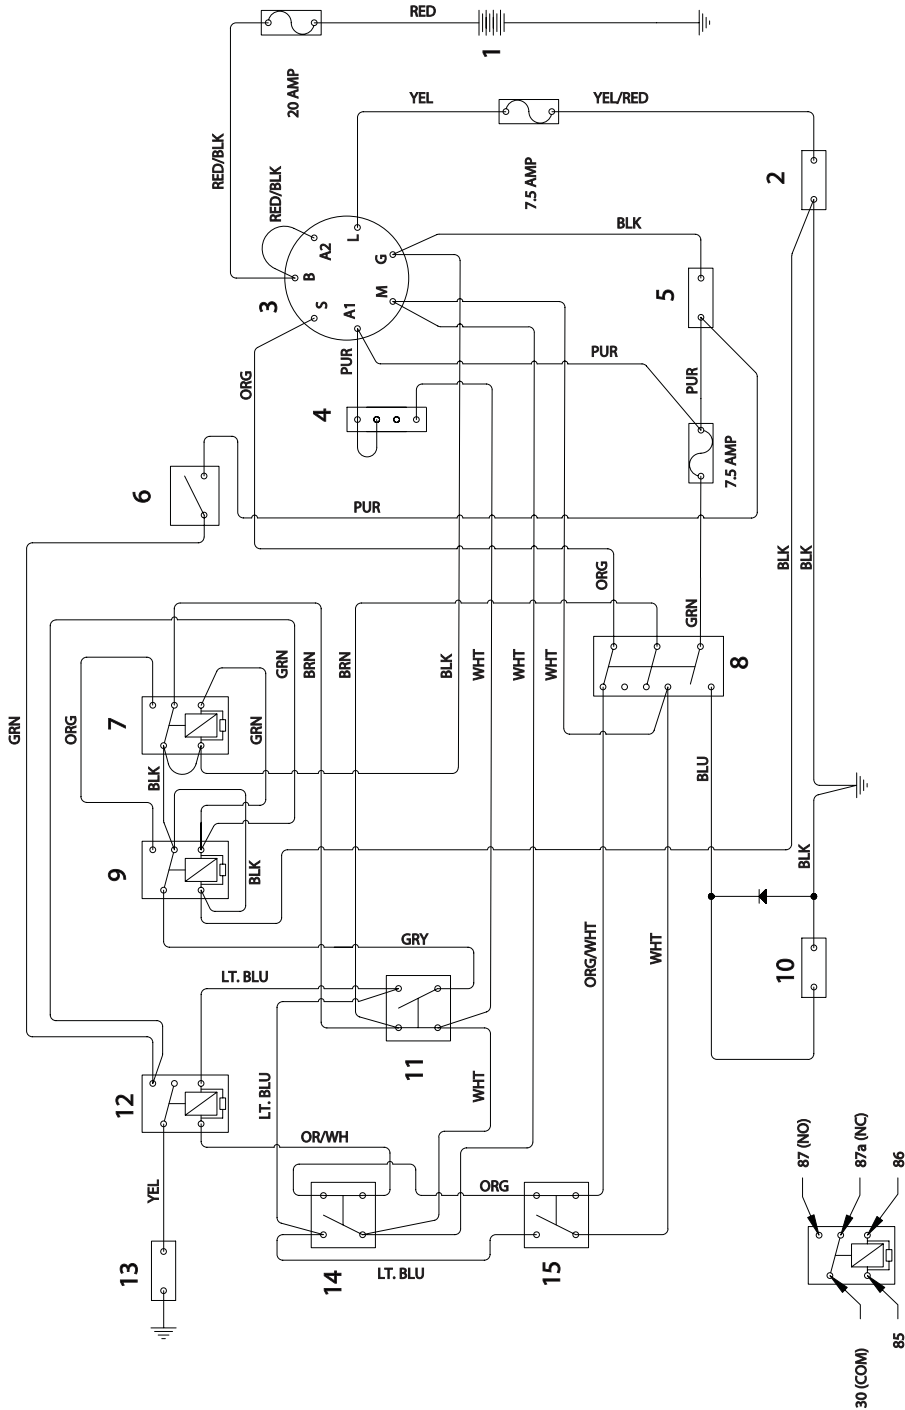 RED
1
20 AMP
YEL
YEL/RED
RED/BLK
RED/BLK
7.5 AMP
2
BLK
A2
L
B
G
3
S
M
A1
5
ORG
PUR
PUR
PUR
4
7.5 AMP
6
PUR
BLK
BLK
ORG
GRN
8
GRN
ORG
7
GRN
GRN
BRN
BRN
BLK
WHT
WHT
WHT
BLK
BLU
9
BLK
BLK
GRY
ORG/WHT
WHT
10
LT. BLU
11
12
LT. BLU
WHT
OR/WH
YEL
ORG
13
14
LT. BLU
15
87 (NO)
87a (NC)
86
30 (COM)
85